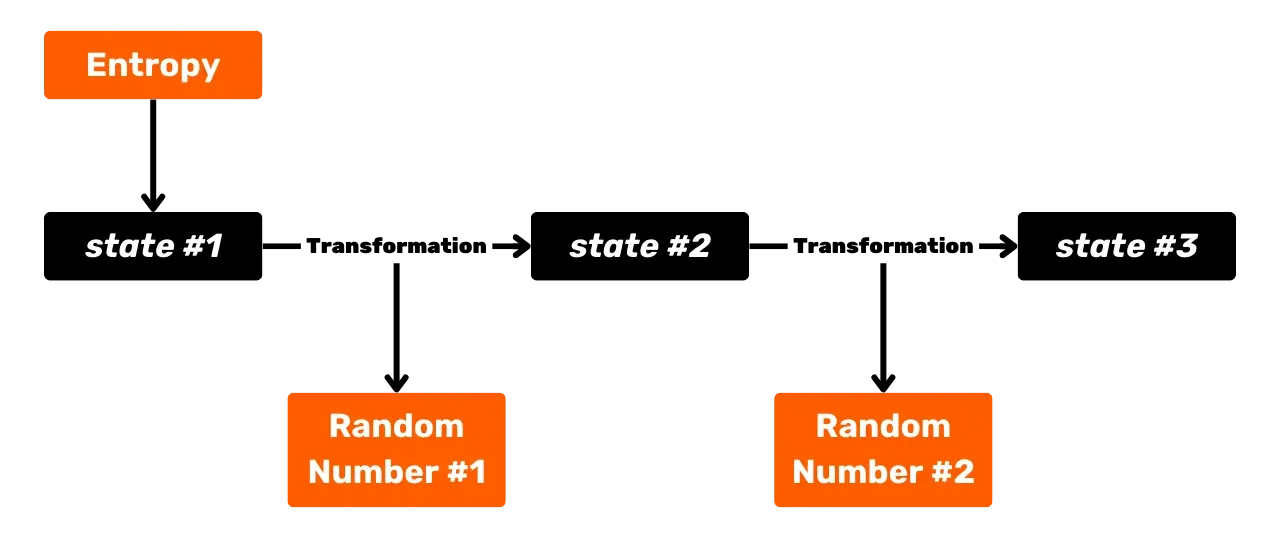 Entropy
state #1
Transformation
state #2
Transformation
state #3
Random
Number #1
Random
Number #2